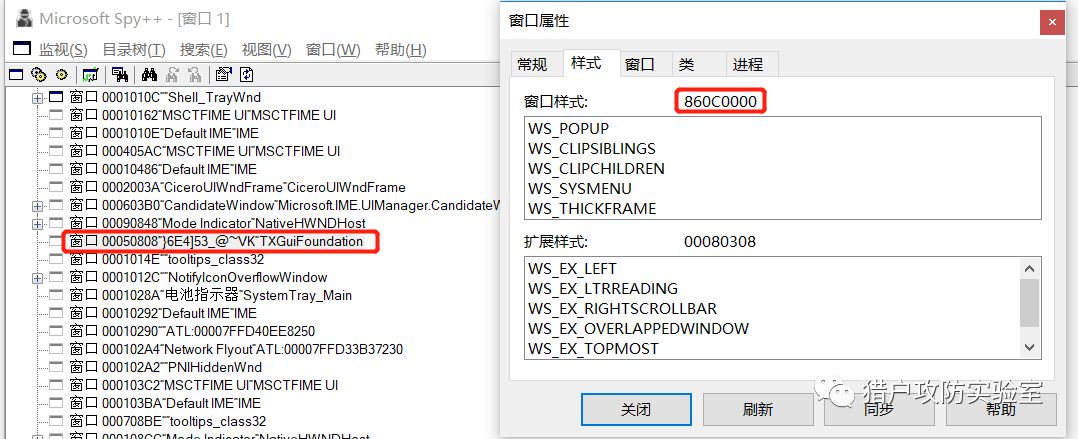 Microsoft Spy++ - [窗口 1]
监视(S) 目录树(T) 搜索(E) 视图(V) 窗口(W) 帮助(H)
窗口 0001010C"Shell_TrayWnd
窗口 00010162"MSCTFIME UI"MSCTFIME UI
窗口 0001010E"Default IME"IME
窗口 000405AC"MSCTFIME UI"MSCTFIME UI
窗口 00010486"Default IME"IME
窗口 0002003A"CiceroUIWndFrame"CiceroUIWndFrame
窗口 000603B0"CandidateWindow"Microsoft.IME.UIManager.CandidateW
窗口 00090848"Mode Indicator"NativeHWNDHost
窗口 00050808"}6E4]53_@^VK"TXGuiFoundation
窗口 0001014E""tooltips_class32
窗口 0001012C""NotifyIconOverflowWindow
窗口 0001028A"电池指示器"SystemTray_Main
窗口 00010292"Default IME"IME
窗口 00010290""ATL:00007FFD40EE8250
窗口 000102A4"Network Flyout"ATL:00007FFD33B37230
窗口 000102A2""PNIHiddenWnd
窗口 000103C2"MSCTFIME UI"MSCTFIME UI
窗口 000103BA"Default IME"IME
窗口 000708BE""tooltips_class32
窗口属性
常规 样式 窗口 类 进程
窗口样式: 860C0000
WS_POPUP
WS_CLIPSIBLINGS
WS_CLIPCHILDREN
WS_SYSMENU
WS_THICKFRAME
扩展样式: 00080308
WS_EX_LEFT
WS_EX_LTRREADING
WS_EX_RIGHTSCROLLBAR
WS_EX_OVERLAPPEDWINDOW
WS_EX_TOPMOST
关闭 刷新 同步 帮助
猎户攻防实验室